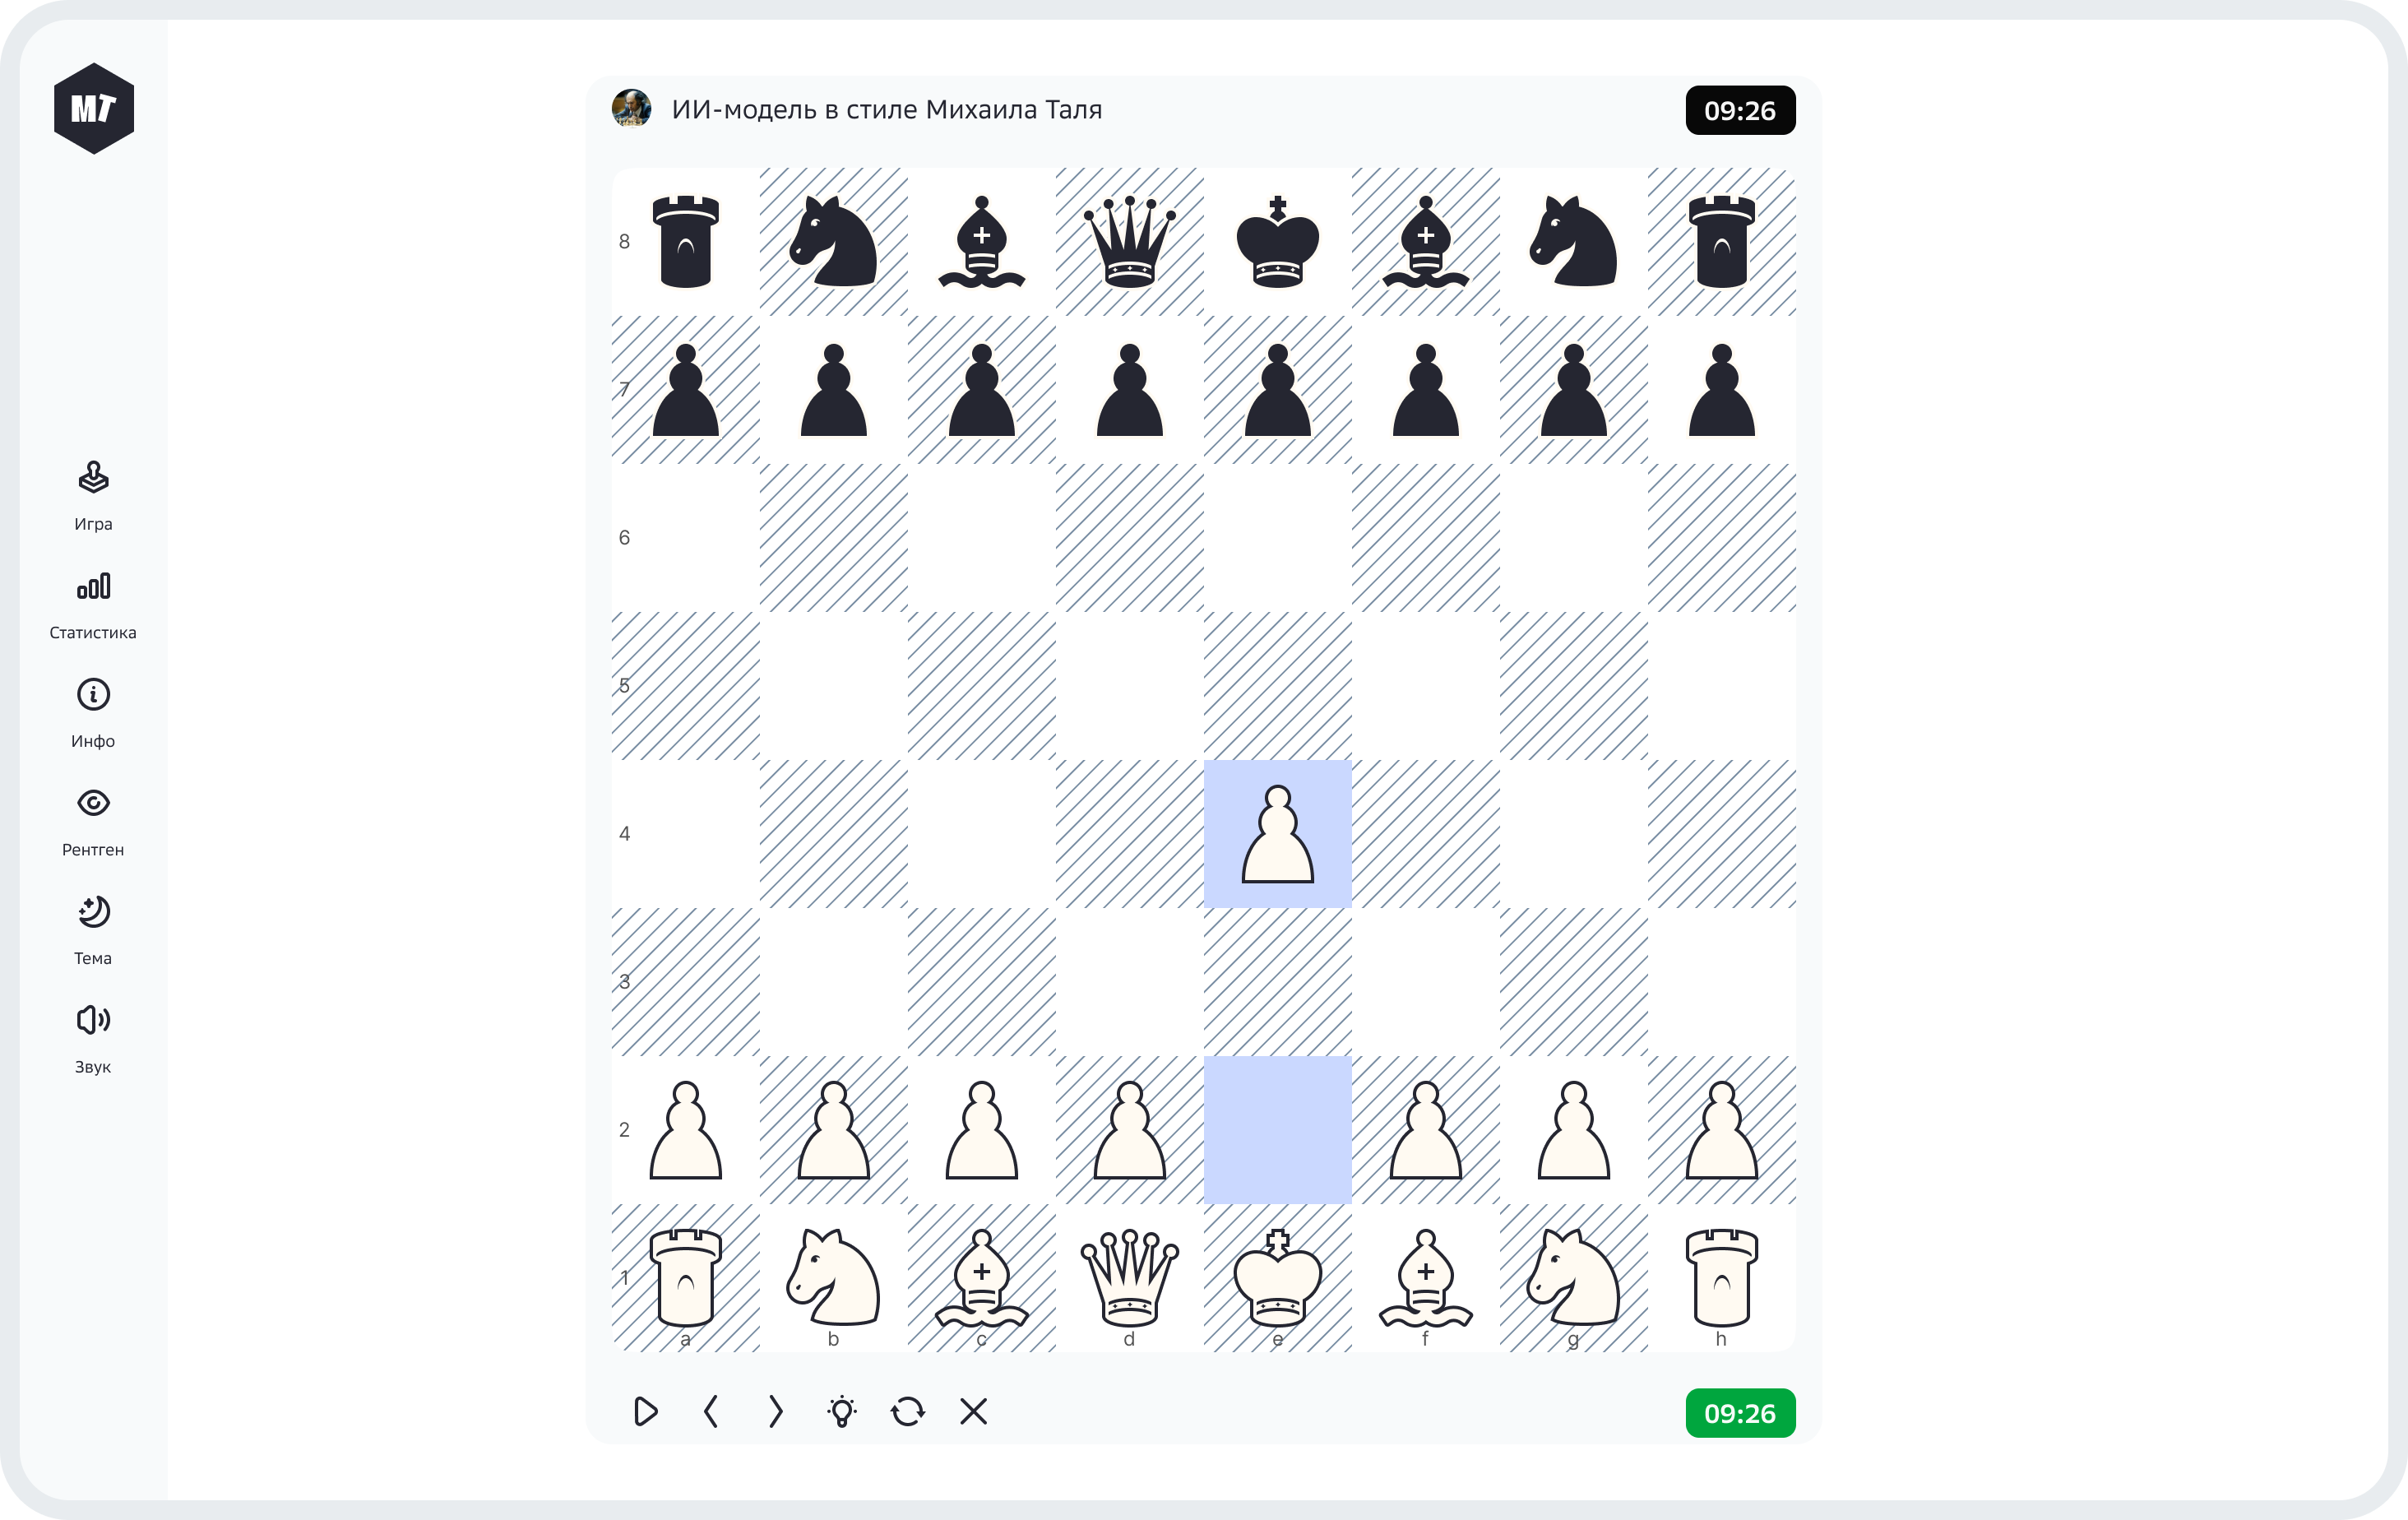 МТ
ИИ-модель в стиле Михаила Таля
09:26
Игра
Статистика
Инфо
Рентген
Тема
Звук
8
7
6
5
4
3
2
1
a b c d e f g h
09:26